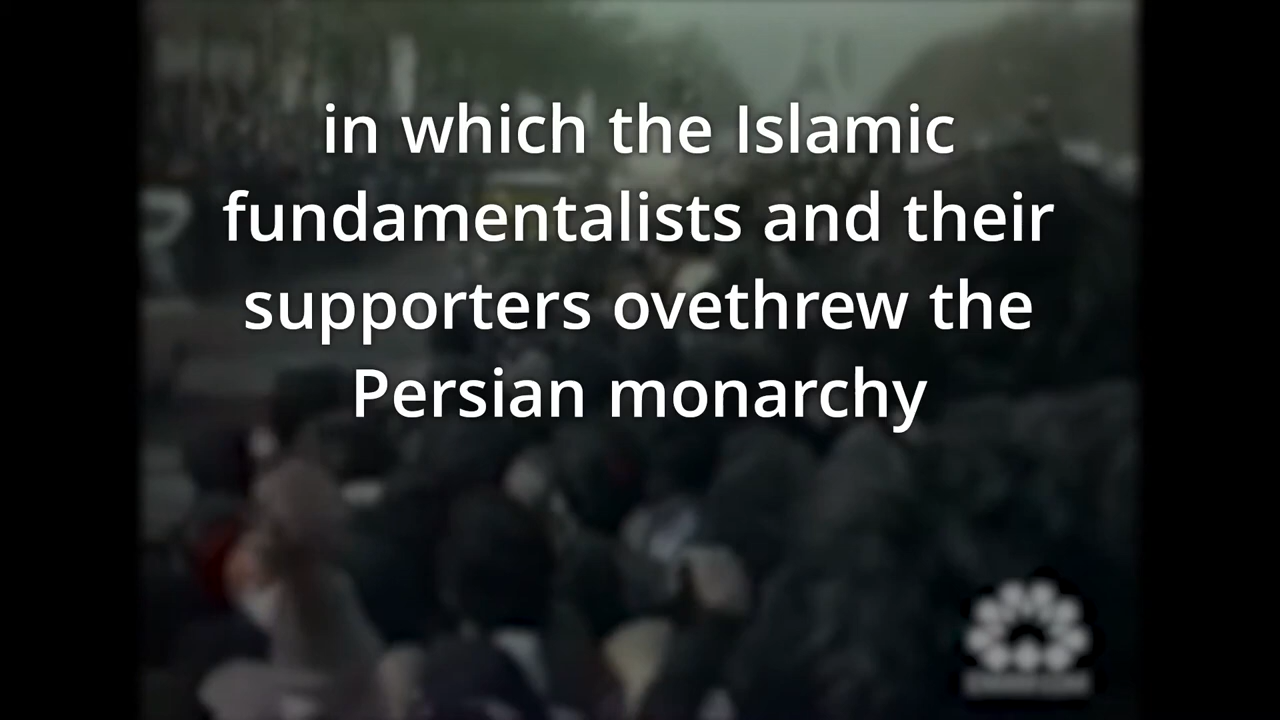 in which the Islamic
fundamentalists and their
supporters ovethrew the
Persian monarchy